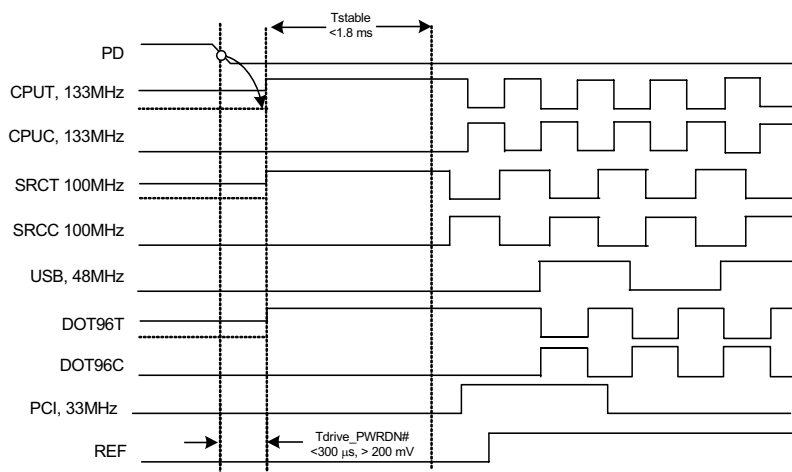 Tstable
<1.8 ms
PD
CPUT, 133MHz
CPUC, 133MHz
SRCT 100MHz
SRCC 100MHz
USB, 48MHz
DOT96T
DOT96C
PCI, 33MHz
Tdrive_PWRDN#
<300 µs, > 200 mV
REF